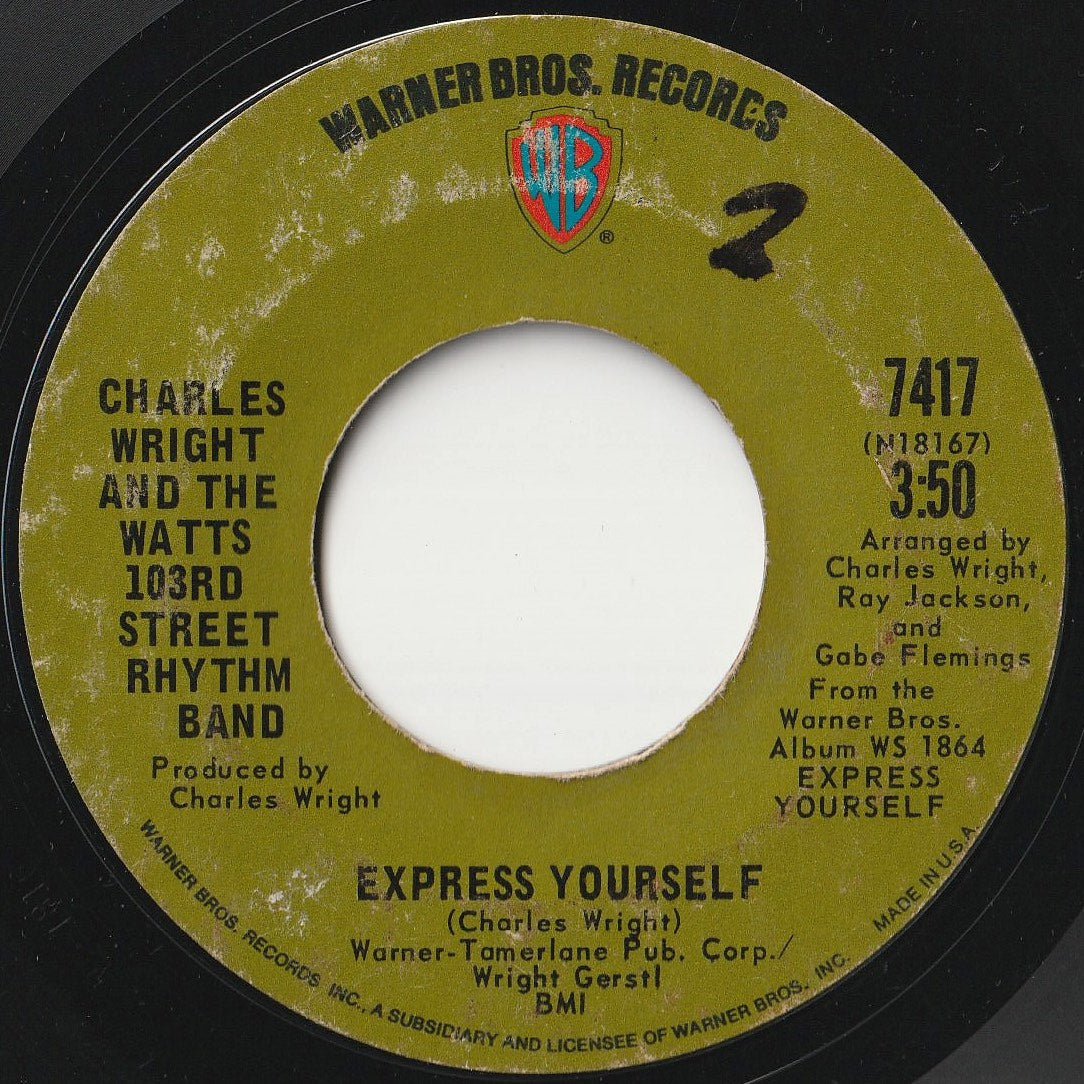 WARNER BROS. RECORDS
WB
®
2
CHARLES
WRIGHT
AND THE
WATTS
103RD
STREET
RHYTHM
BAND
Produced by
Charles Wright
7417
(N18167)
3:50
Arranged by
Charles Wright,
Ray Jackson,
and
Gabe Flemings
From the
Warner Bros.
Album WS 1864
EXPRESS
YOURSELF
EXPRESS YOURSELF
(Charles Wright)
Warner-Tamerlane Pub. Corp./
Wright Gerstl
BMI
WARNER BROS. RECORDS INC., A SUBSIDIARY AND LICENSEE OF WARNER BROS. INC.
MADE IN U.S.A.